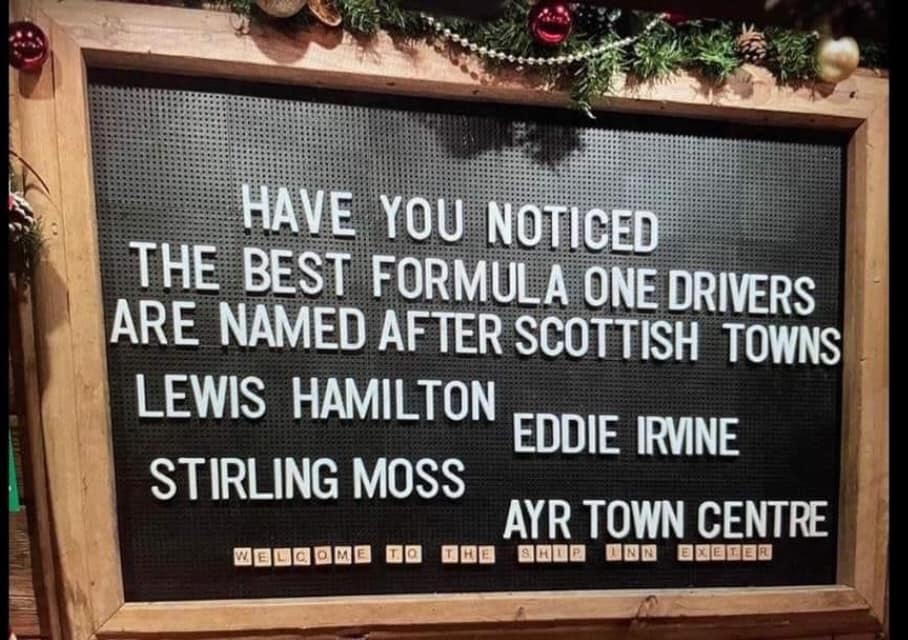 HAVE YOU NOTICED
THE BEST FORMULA ONE DRIVERS
ARE NAMED AFTER SCOTTISH TOWNS
LEWIS HAMILTON
EDDIE IRVINE
STIRLING MOSS
AYR TOWN CENTRE
WELCOME TO THE SHIP INN EXETER